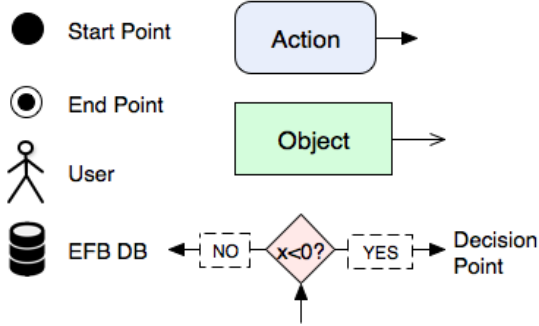 Start Point
Action
End Point
Object
User
EFB DB
NO
x<0?
YES
Decision
Point